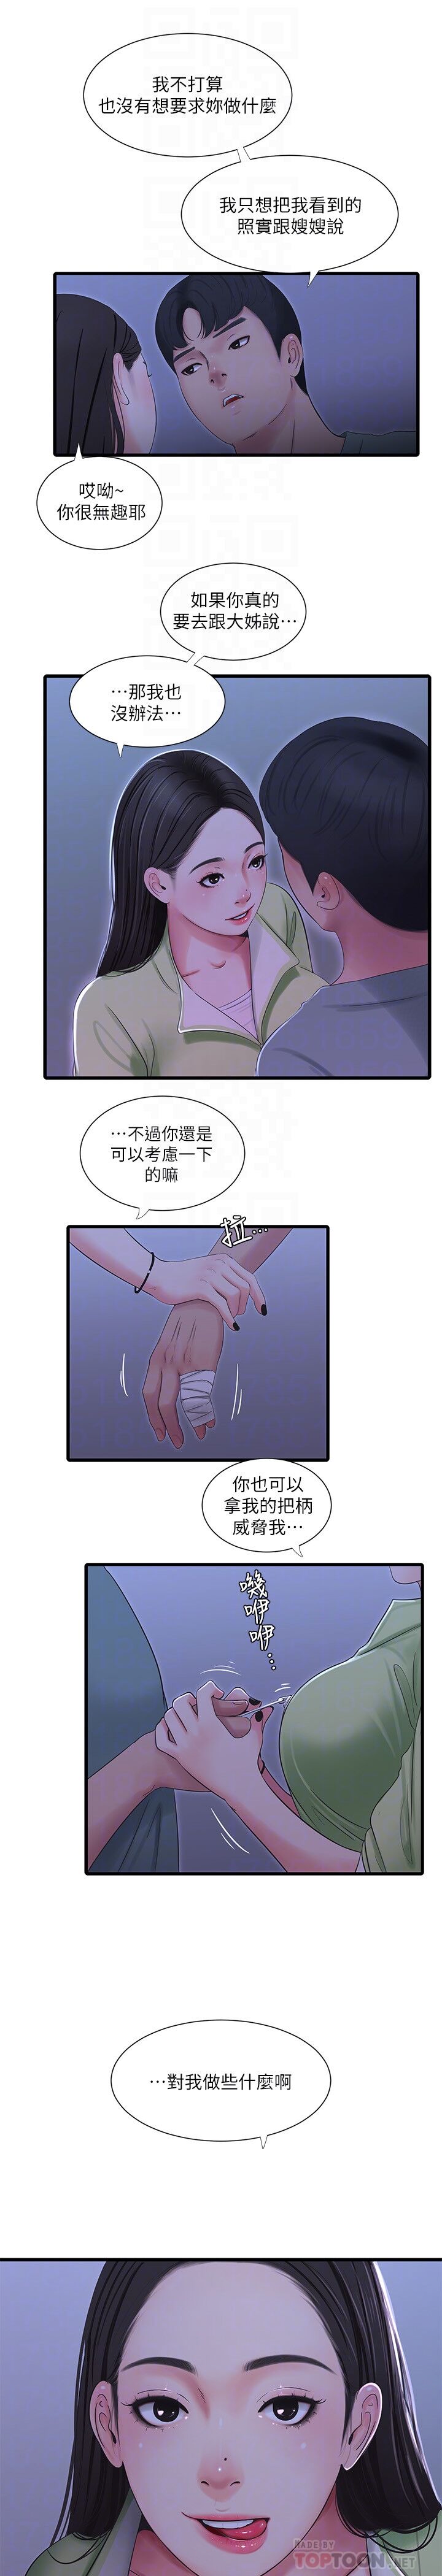 我不打算
也沒有想要求妳做什麼
我只想把我看到的
照實跟嫂嫂說
哎呦~
你很無趣耶
如果你真的
要去跟大姊說…
…那我也
沒辦法…
…不過你還是
可以考慮一下
的嘛
拉…
你也可以
拿我的把柄
威脅我…
嘰咿咿…
…對我做些什麼啊
MADE BY
TOPTOON.NET